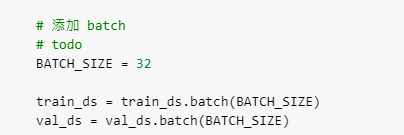 # 添加 batch
# todo
BATCH_SIZE = 32
train_ds = train_ds.batch(BATCH_SIZE)
val_ds = val_ds.batch(BATCH_SIZE)